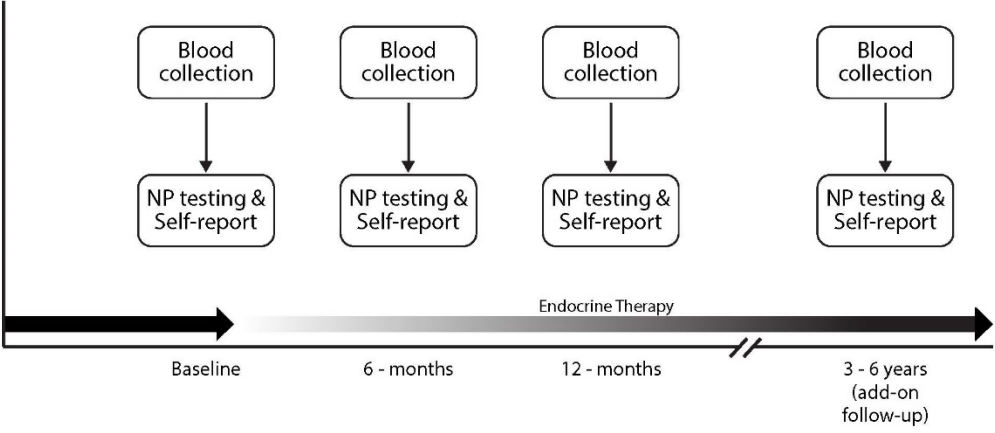 Blood
collection
Blood
collection
Blood
collection
Blood
collection
NP testing &
Self-report
NP testing &
Self-report
NP testing &
Self-report
NP testing &
Self-report
Endocrine Therapy
Baseline
6 - months
12 - months
3 - 6 years
(add-on
follow-up)